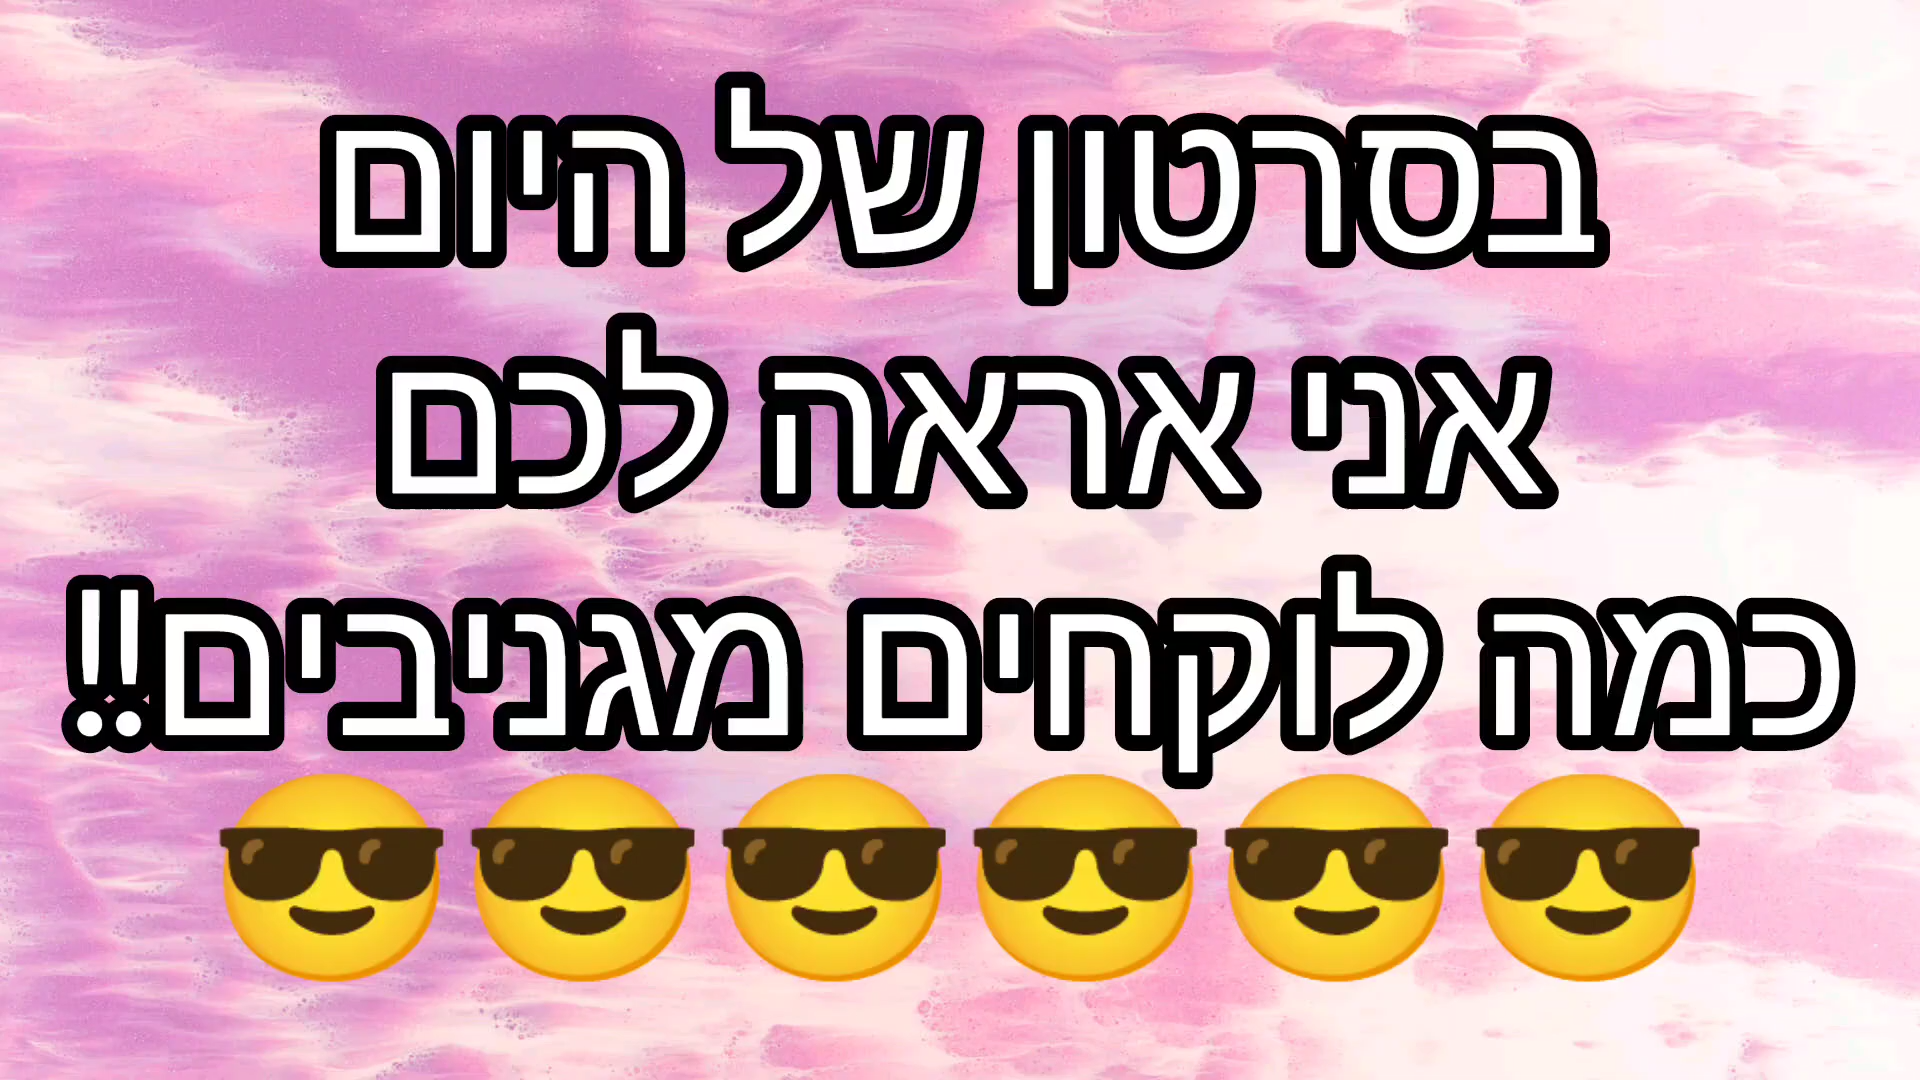 בסרטון של היום
אני אראה לכם
כמה לוקחים מגניבים!!
😎😎😎😎😎😎